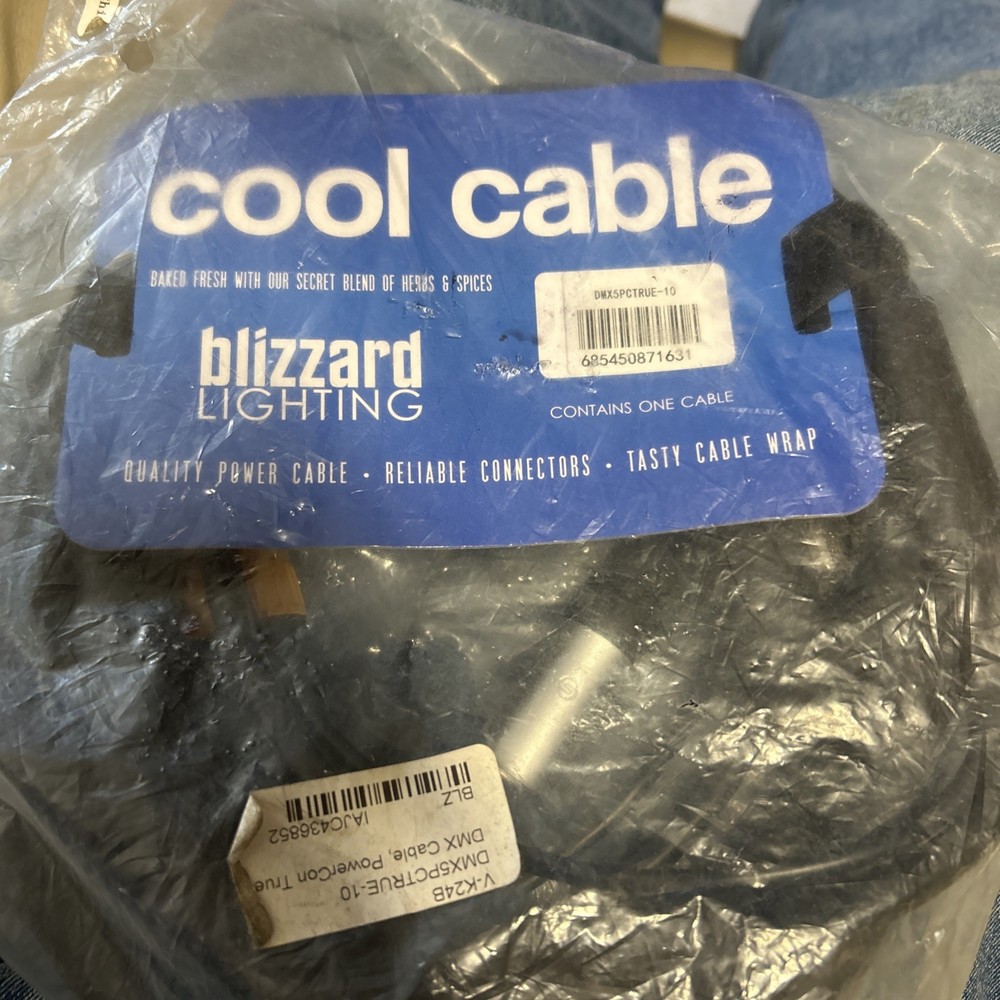 cool cable
BAKED FRESH WITH OUR SECRET BLEND OF HERBS & SPICES
DMX5PCTRUE-10
685450871631
blizzard
LIGHTING
CONTAINS ONE CABLE
QUALITY POWER CABLE • RELIABLE CONNECTORS • TASTY CABLE WRAP
V-K24B
DMX5PCTRUE-10
DMX Cable, PowerCon True
IAJC436852
BLZ